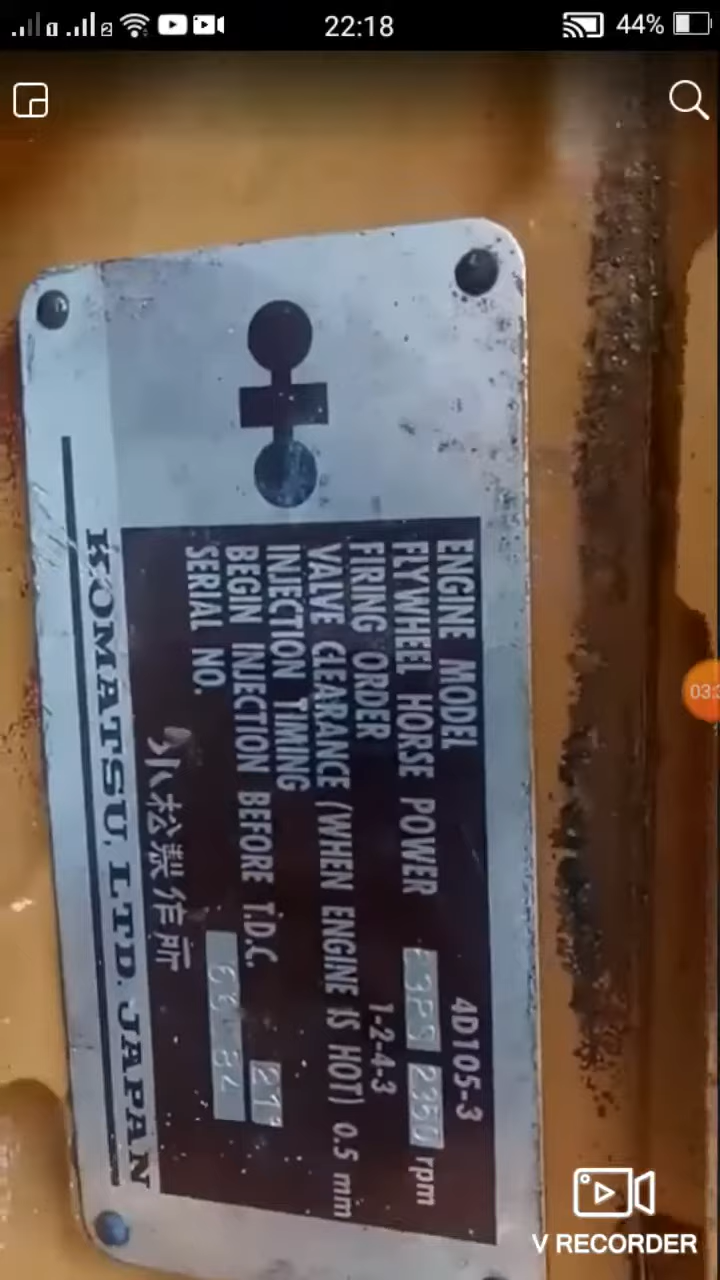 22:18
44%
ENGINE MODEL 4D105-3
FLYWHEEL HORSE POWER 2350 rpm
FIRING ORDER 1-2-4-3
VALVE CLEARANCE (WHEN ENGINE IS HOT) 0.5 mm
INJECTION TIMING
BEGIN INJECTION BEFORE T.D.C. 21°
SERIAL NO.
小松製作所
KOMATSU, LTD. JAPAN
V RECORDER